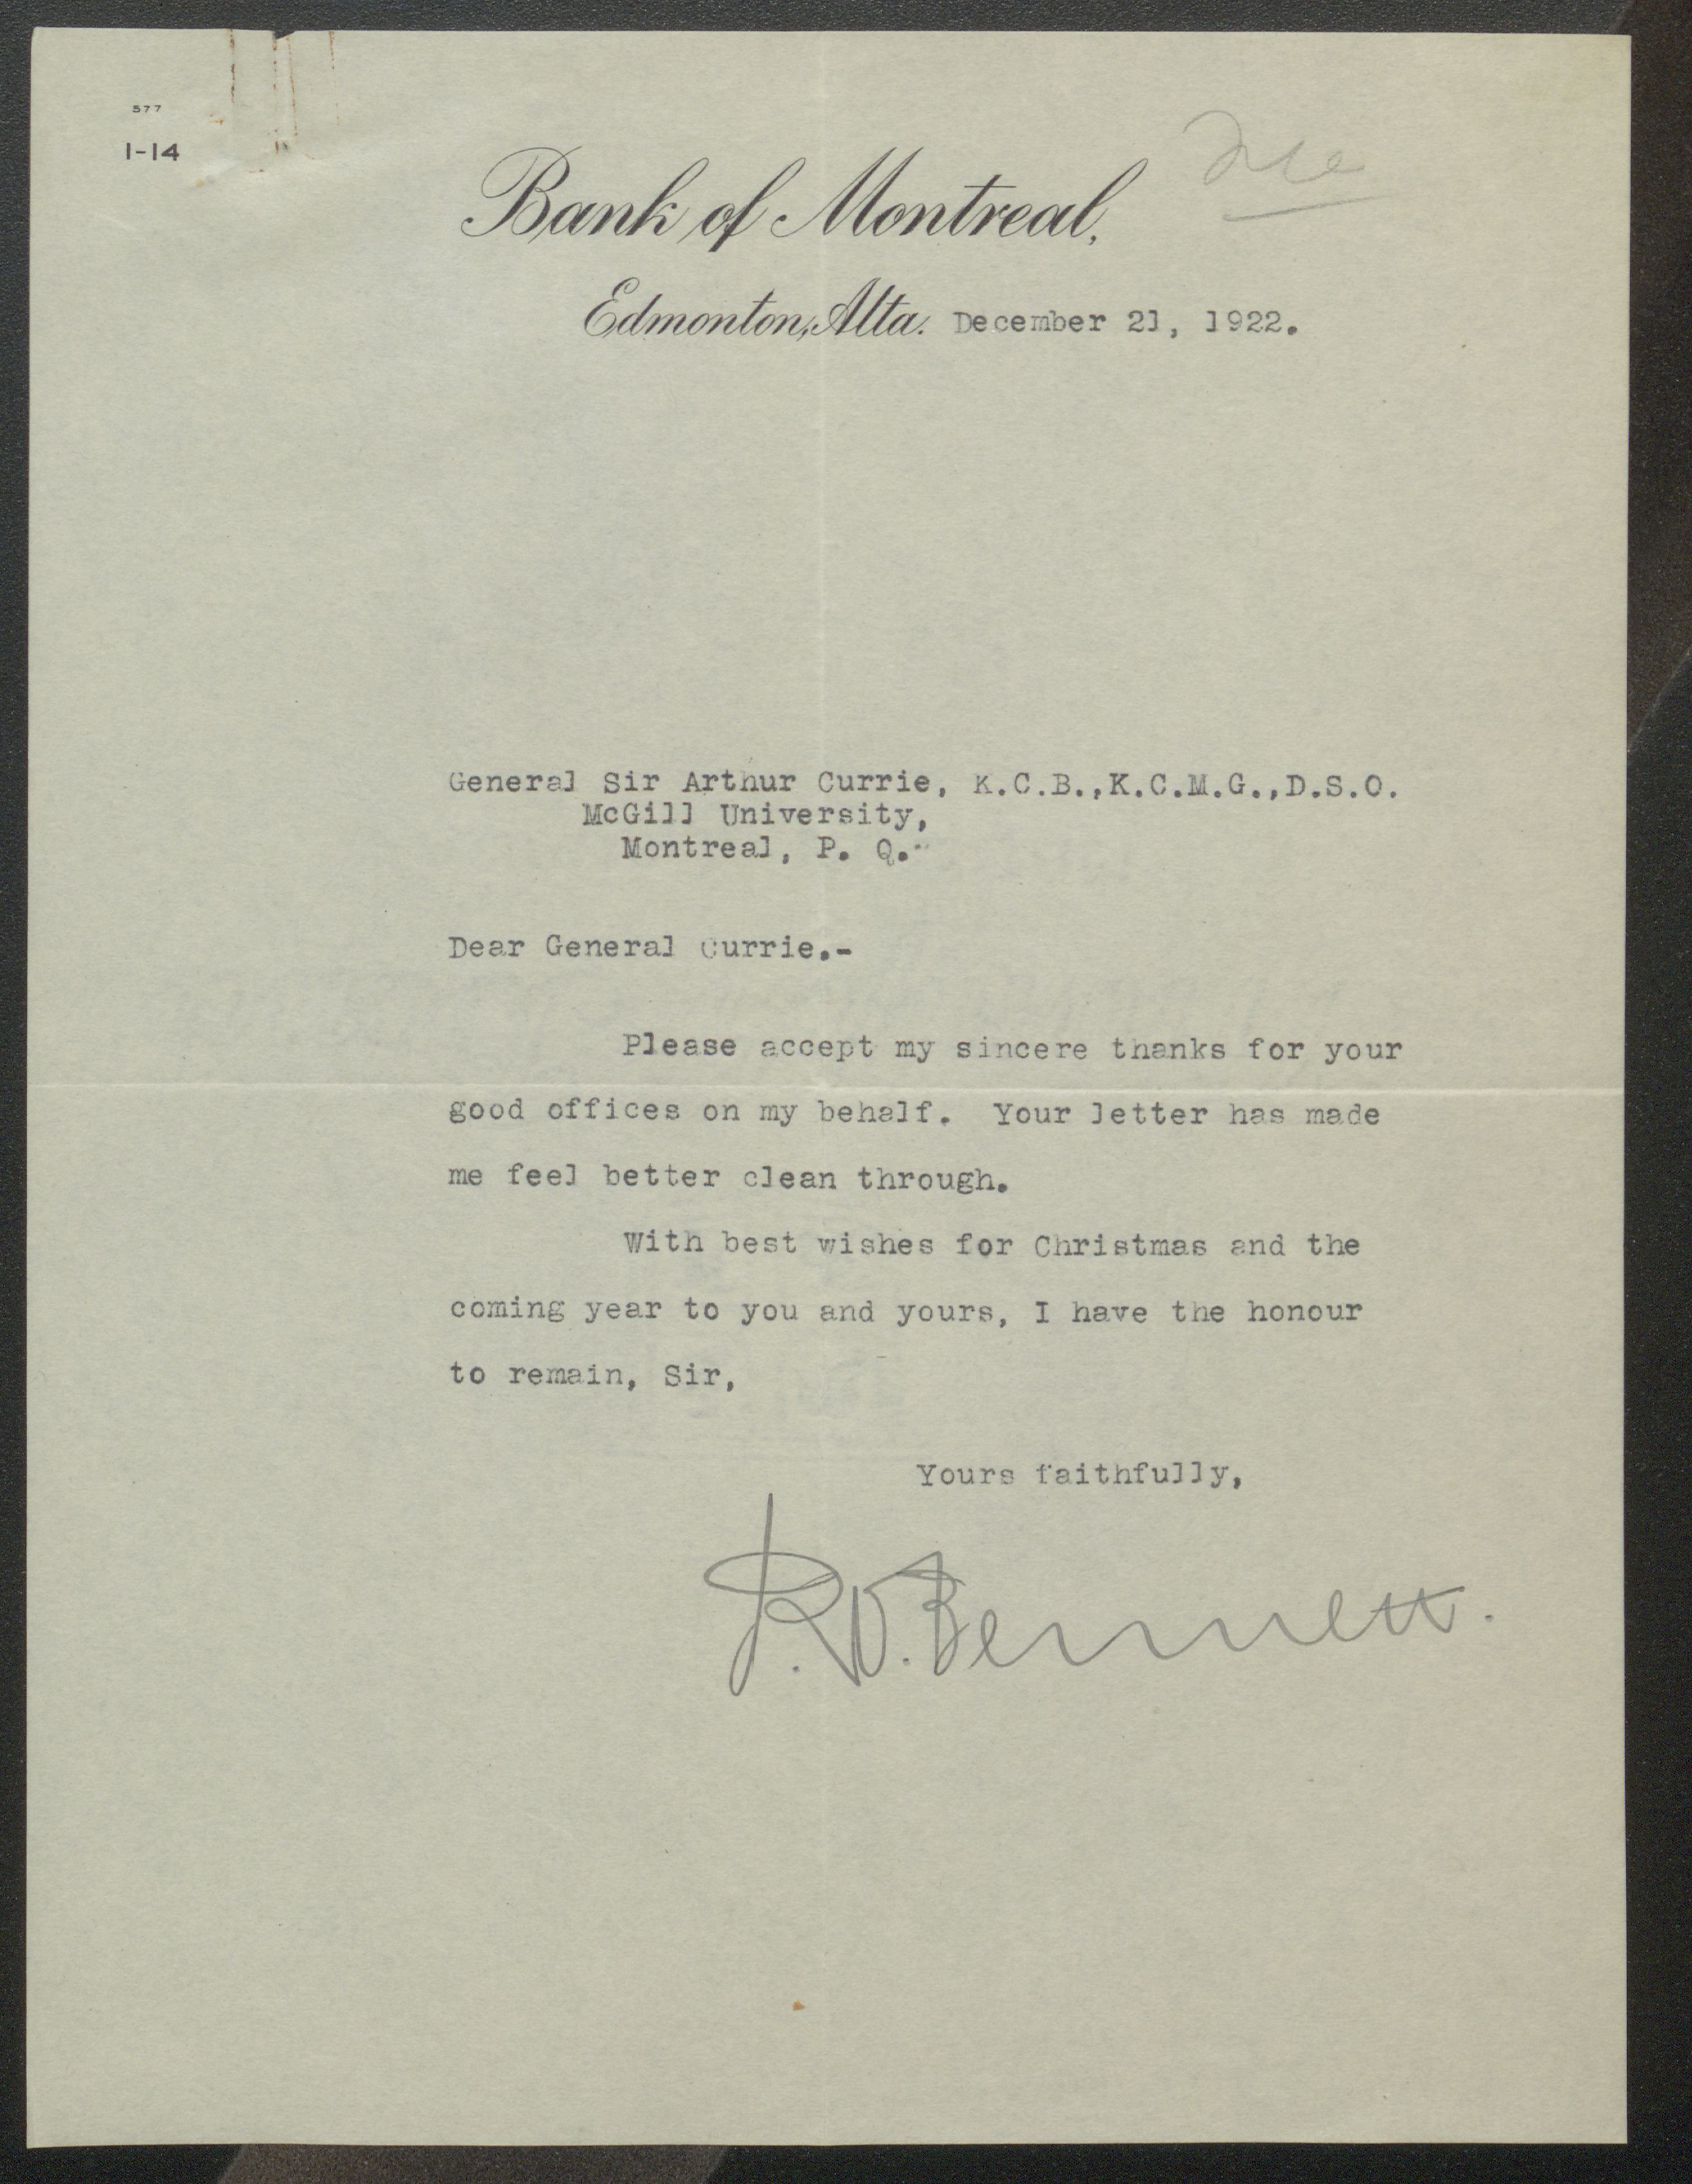 577
1-14
Bank of Montreal,
Edmonton, Alta. December 21, 1922.
General Sir Arthur Currie, K.C.B.,K.C.M.G.,D.S.O.
McGill University,
Montreal, P. Q.
Dear General Currie.-
Please accept my sincere thanks for your
good offices on my behalf. Your letter has made
me feel better clean through.
With best wishes for Christmas and the
coming year to you and yours, I have the honour
to remain, Sir,
Yours faithfully,
R.D. Bennett.